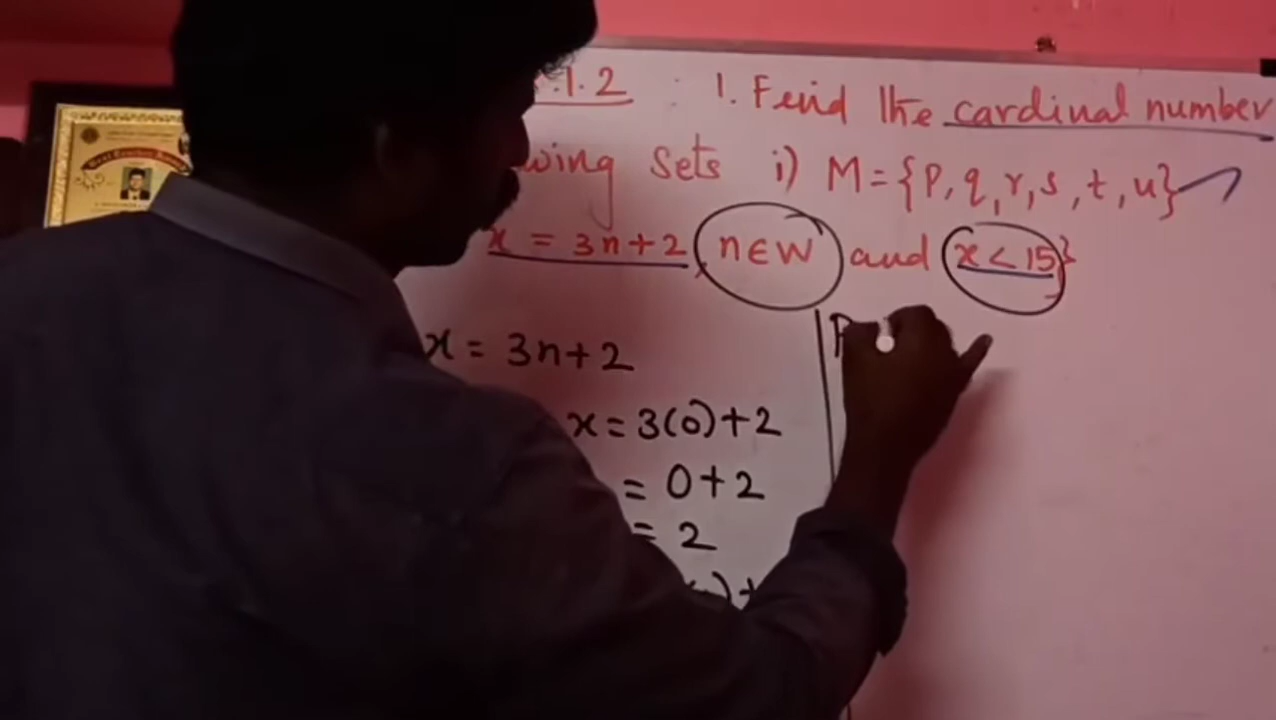 .1.2 1. Find the cardinal number
wing sets i) M = {p, q, r, s, t, u}
x = 3n+2, n∈W and x < 15}
x = 3n+2
x = 3(0)+2
= 0+2
= 2